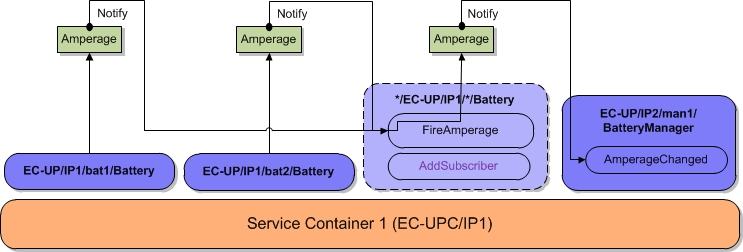 Notify
Notify
Notify
Amperage
Amperage
Amperage
*/EC-UP/IP1/*/Battery
FireAmperage
AddSubscriber
EC-UP/IP2/man1/
BatteryManager
AmperageChanged
EC-UP/IP1/bat1/Battery
EC-UP/IP1/bat2/Battery
Service Container 1 (EC-UPC/IP1)